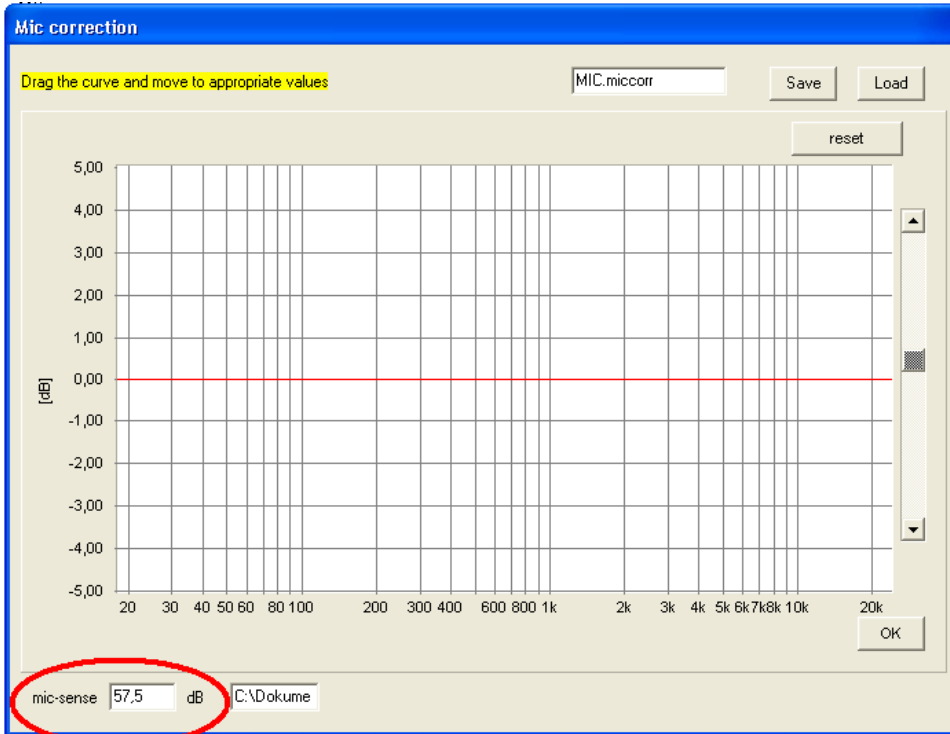 Mic correction
Drag the curve and move to appropriate values MIC.miccorr Save Load
reset
5,00
4,00
3,00
2,00
1,00
0,00
[dB]
-1,00
-2,00
-3,00
-4,00
-5,00
20 30 40 50 60 80 100 200 300 400 600 800 1k 2k 3k 4k 5k 6k 7k 8k 10k 20k
OK
mic-sense 57,5 dB C:\Dokume